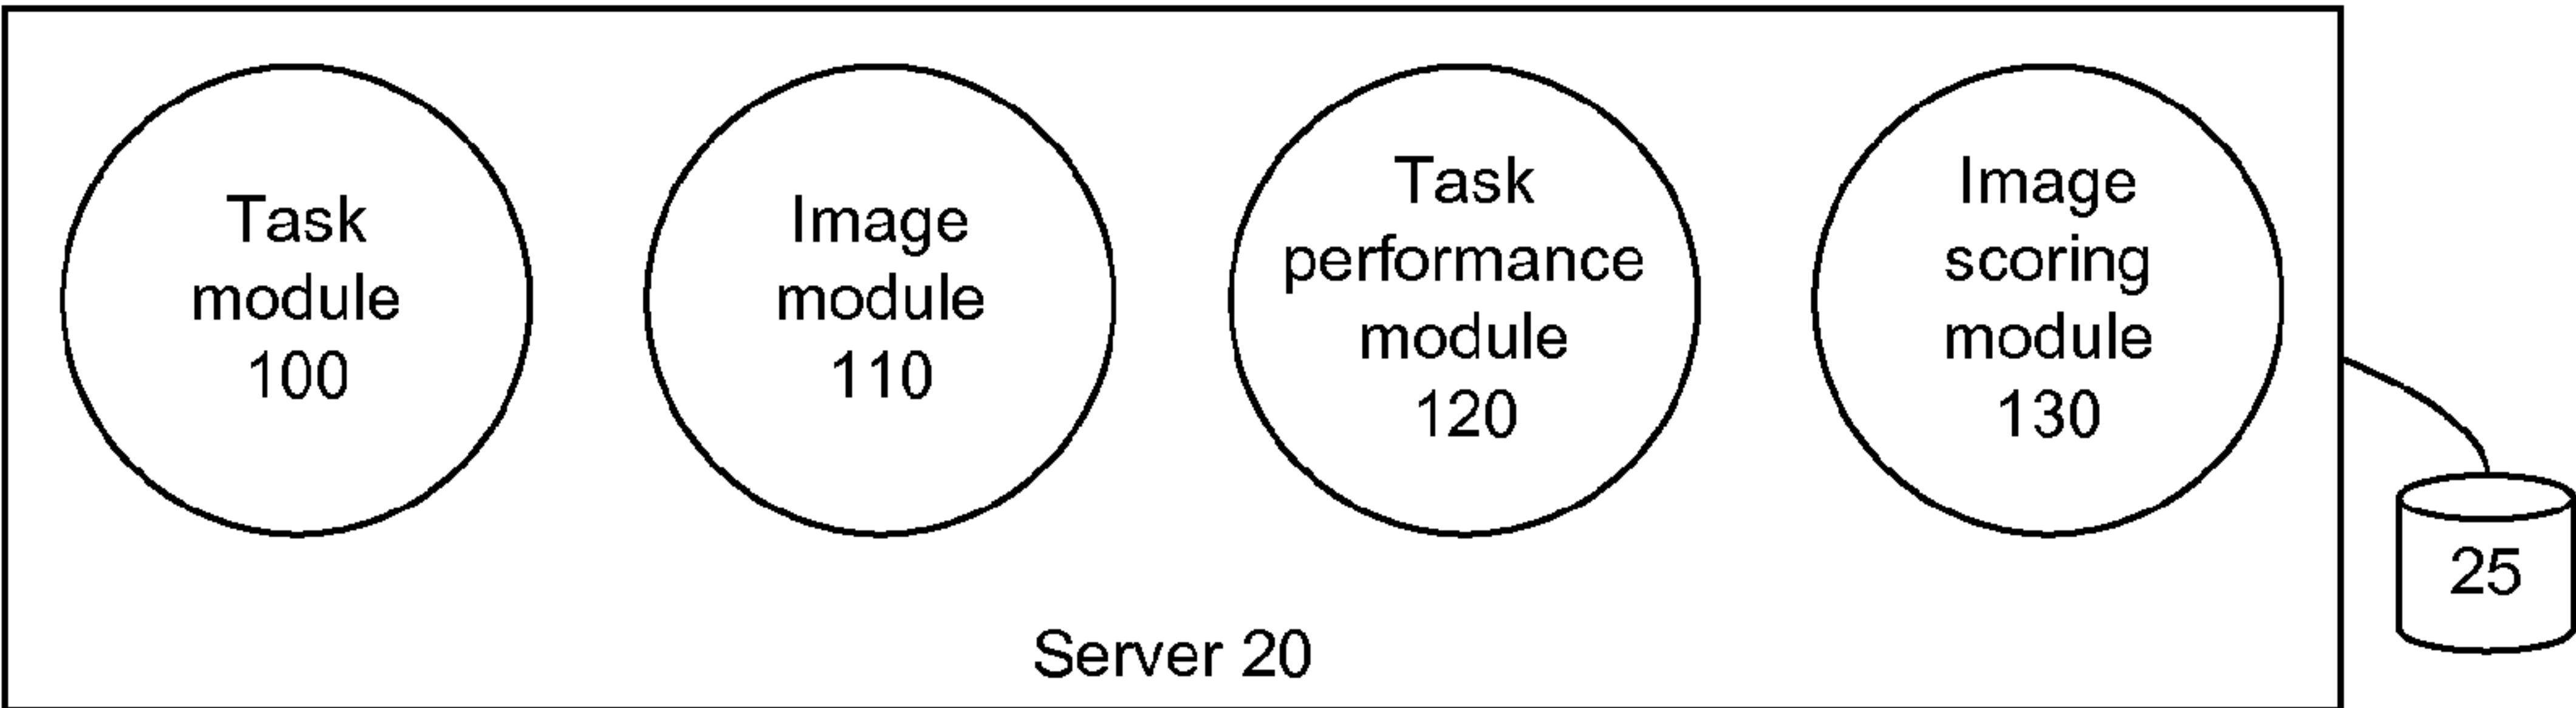 Task
module
100
Image
module
110
Task
performance
module
120
Image
scoring
module
130
25
Server 20